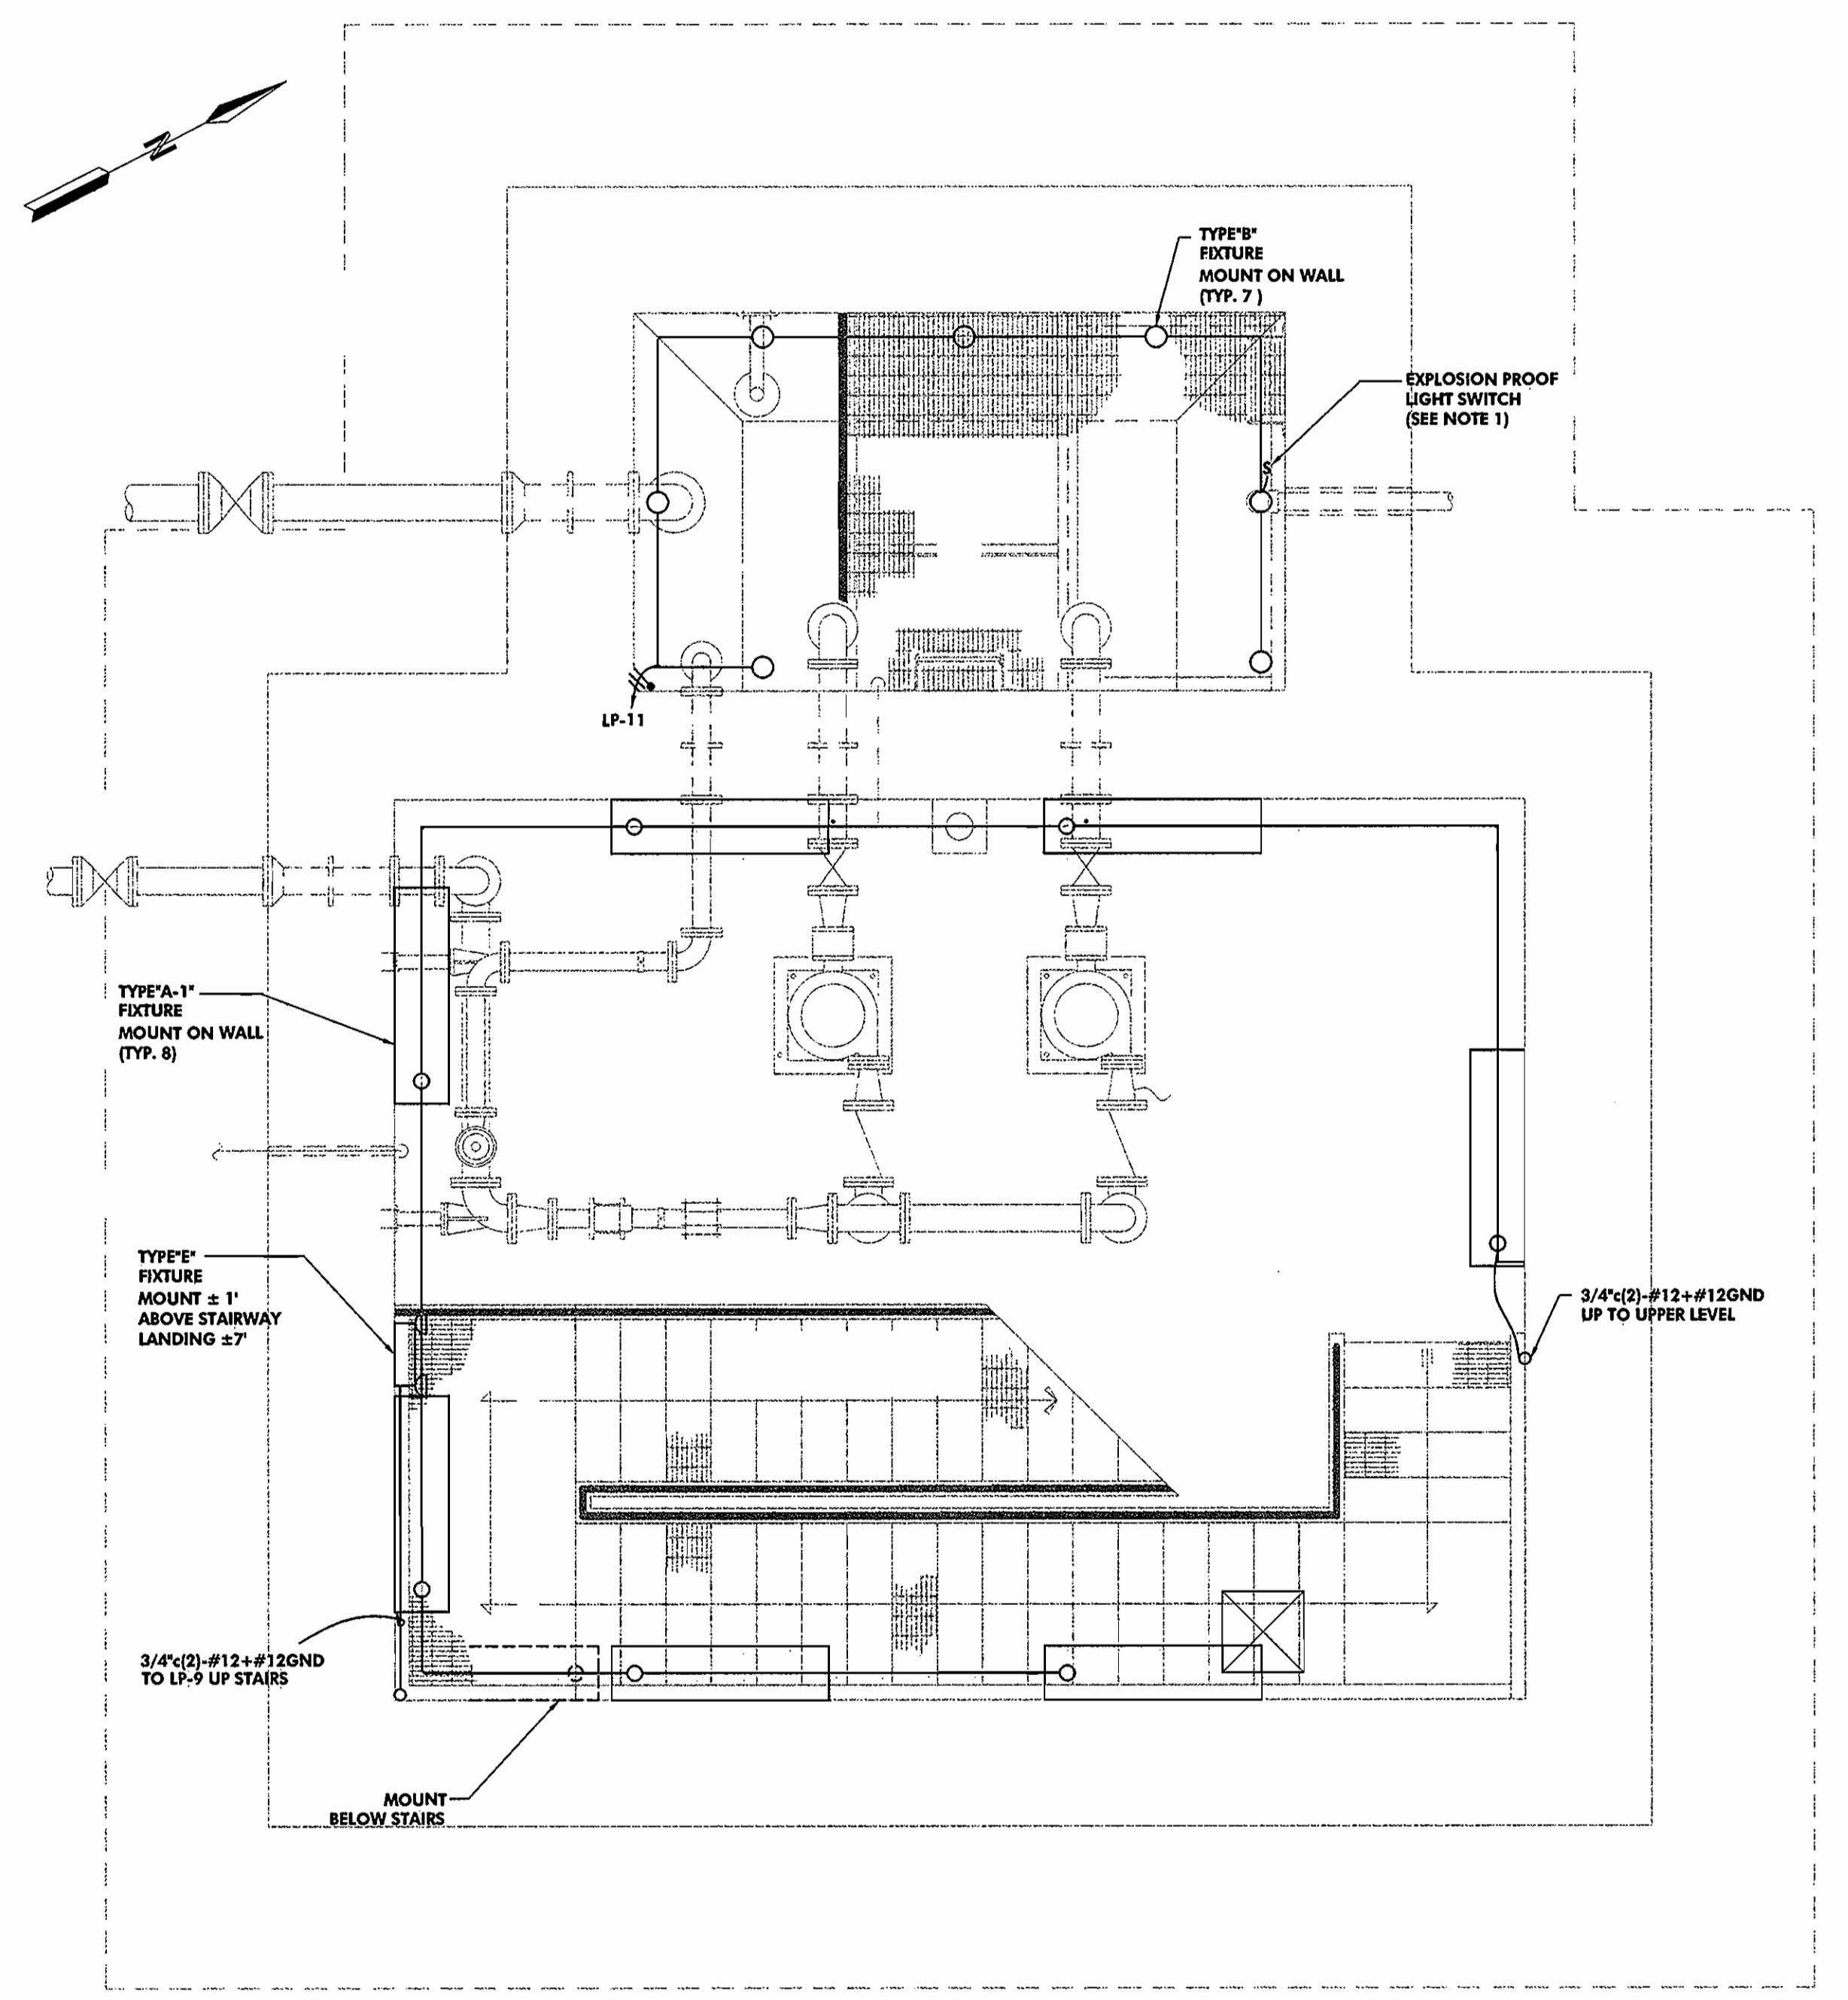 N
TYPE"B"
FIXTURE
MOUNT ON WALL
(TYP. 7 )
EXPLOSION PROOF
LIGHT SWITCH
(SEE NOTE 1)
S
LP-11
TYPE"A-1"
FIXTURE
MOUNT ON WALL
(TYP. 8)
TYPE"E"
FIXTURE
MOUNT ± 1'
ABOVE STAIRWAY
LANDING ±7'
3/4"c(2)-#12+#12GND
UP TO UPPER LEVEL
3/4"c(2)-#12+#12GND
TO LP-9 UP STAIRS
MOUNT
BELOW STAIRS